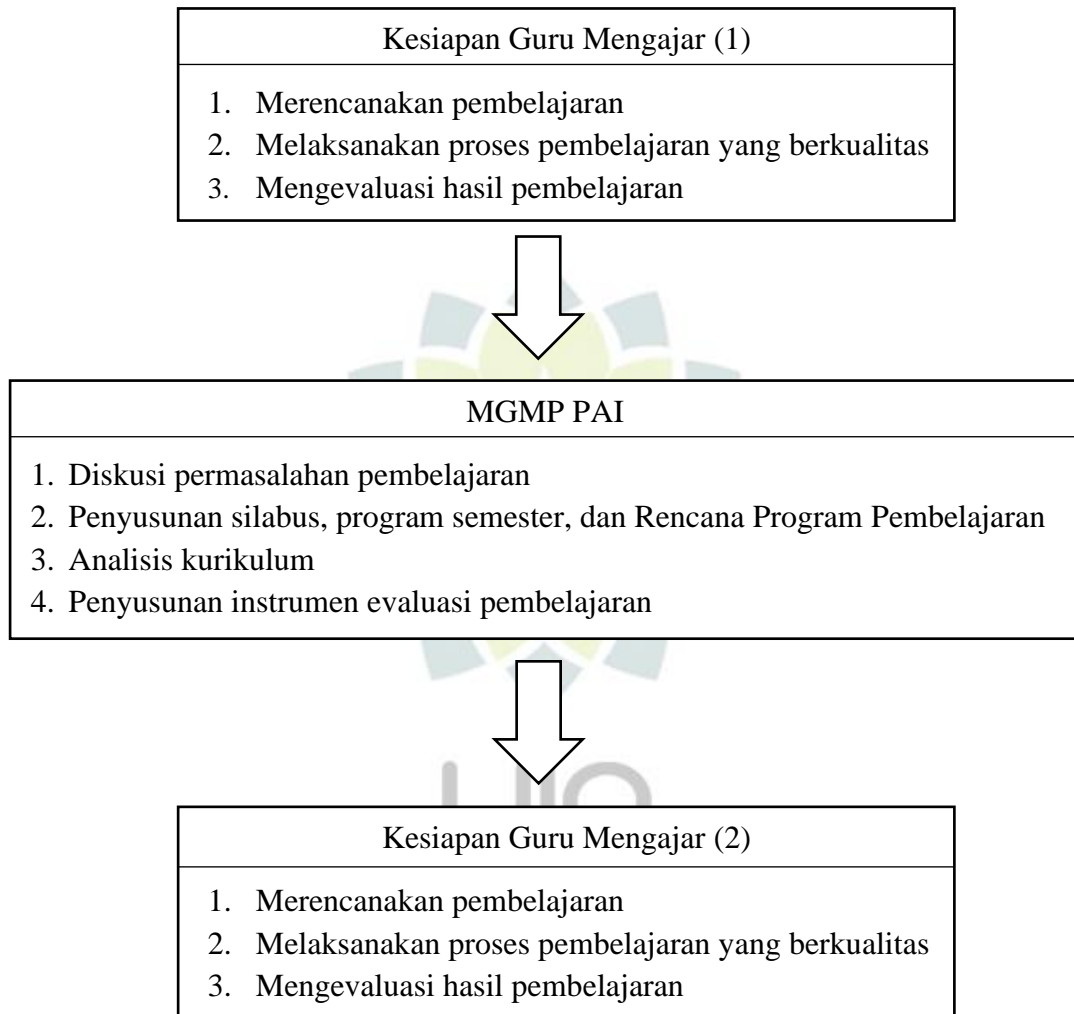 Kesiapan Guru Mengajar (1)
1. Merencanakan pembelajaran
2. Melaksanakan proses pembelajaran yang berkualitas
3. Mengevaluasi hasil pembelajaran
MGMP PAI
1. Diskusi permasalahan pembelajaran
2. Penyusunan silabus, program semester, dan Rencana Program Pembelajaran
3. Analisis kurikulum
4. Penyusunan instrumen evaluasi pembelajaran
Kesiapan Guru Mengajar (2)
1. Merencanakan pembelajaran
2. Melaksanakan proses pembelajaran yang berkualitas
3. Mengevaluasi hasil pembelajaran